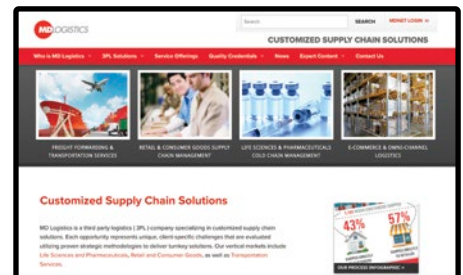 MD LOGISTICS
Search
SEARCH
MDNET LOGIN »
CUSTOMIZED SUPPLY CHAIN SOLUTIONS
Who is MD Logistics
3PL Solutions
Service Offerings
Quality Credentials
News
Expert Content
Contact Us
FREIGHT FORWARDING &
TRANSPORTATION SERVICES
RETAIL & CONSUMER GOODS SUPPLY
CHAIN MANAGEMENT
LIFE SCIENCES & PHARMACEUTICALS
COLD CHAIN MANAGEMENT
E-COMMERCE & OMNI-CHANNEL
LOGISTICS
Customized Supply Chain Solutions
MD Logistics is a third party logistics ( 3PL ) company specializing in customized supply chain
solutions. Each opportunity represents unique, client-specific challenges that are evaluated
utilizing proven strategic methodologies to deliver turnkey solutions. Our vertical markets include
Life Sciences and Pharmaceuticals, Retail and Consumer Goods, as well as Transportation
Services.
43%
57%
OUR PROCESS INFOGRAPHIC »